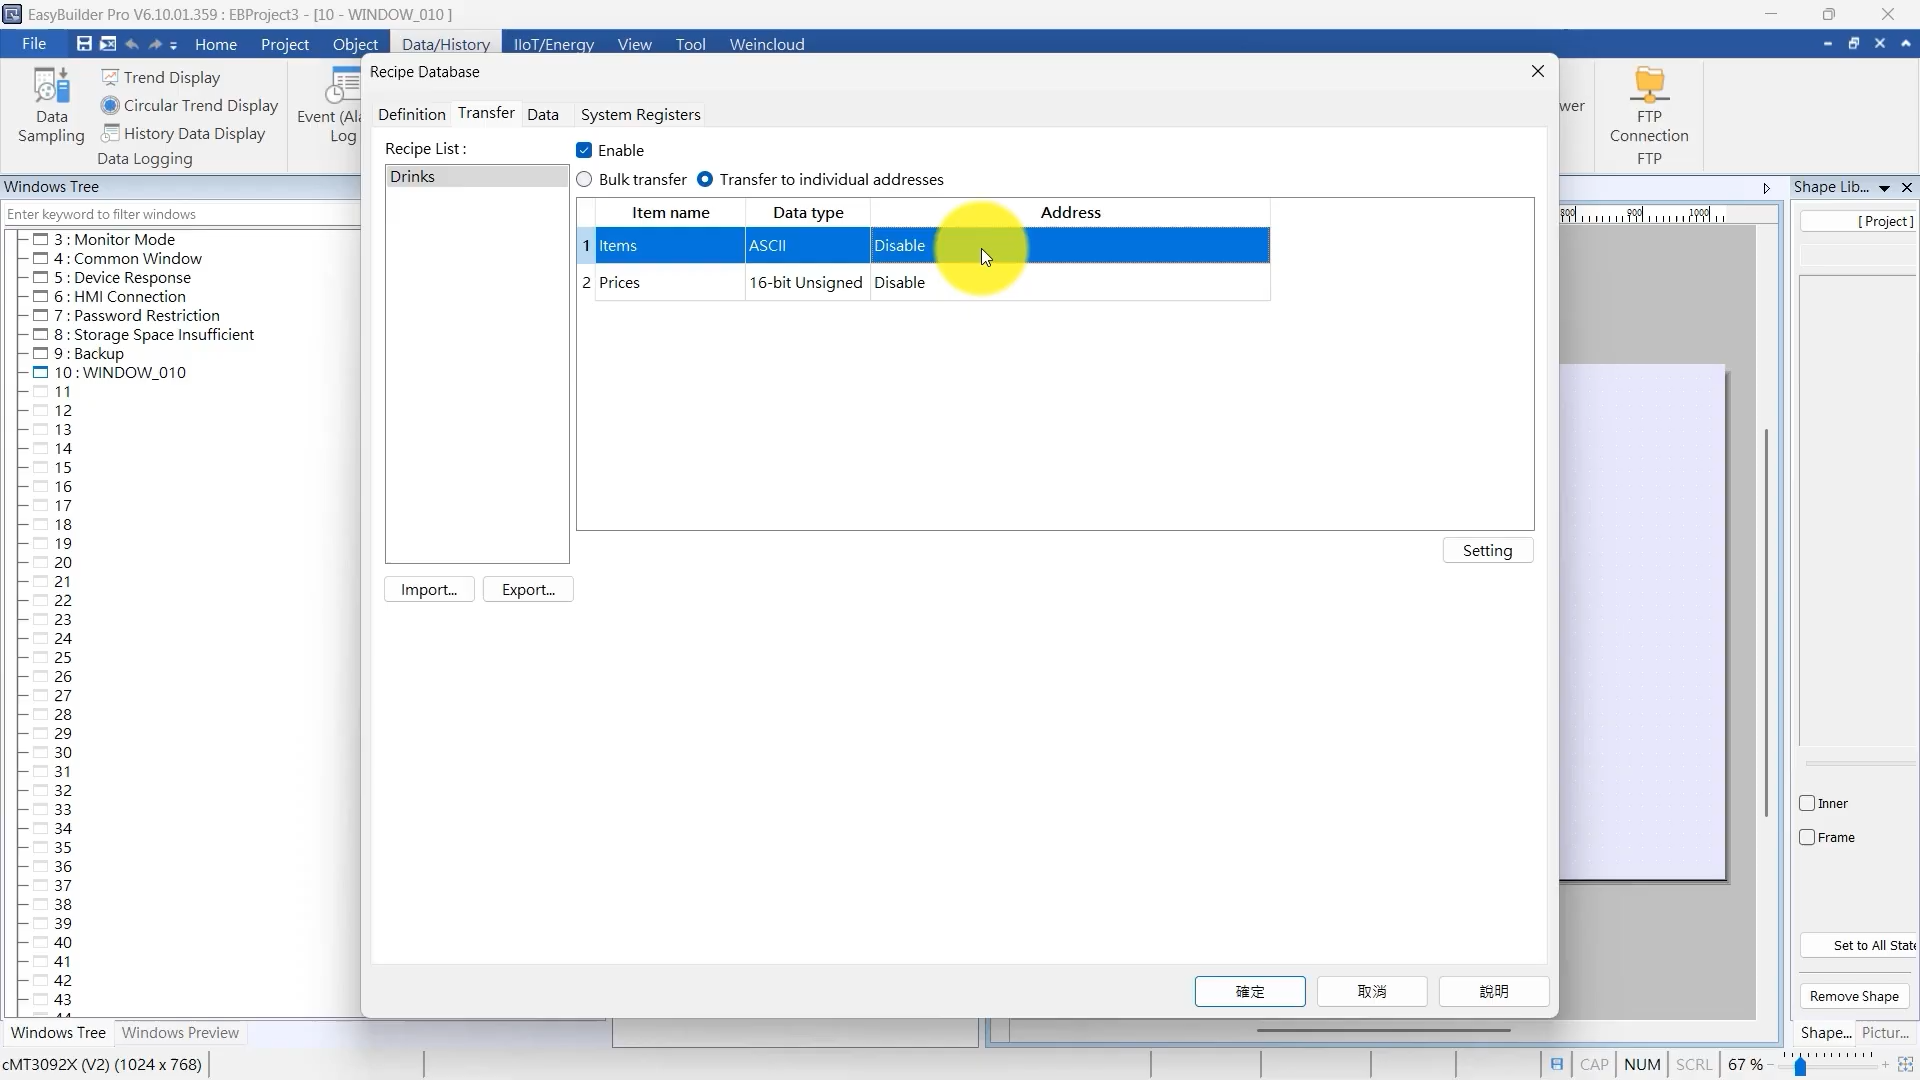 EasyBuilder Pro V6.10.01.359 : EBProject3 - [10 - WINDOW_010 ]
File Home Project Object Data/History IIoT/Energy View Tool Weincloud
Data
Sampling
Trend Display
Circular Trend Display
History Data Display
Data Logging
Event (Ala
Log
wer
FTP
Connection
FTP
Windows Tree
Enter keyword to filter windows
3 : Monitor Mode
4 : Common Window
5 : Device Response
6 : HMI Connection
7 : Password Restriction
8 : Storage Space Insufficient
9 : Backup
10 : WINDOW_010
11
12
13
14
15
16
17
18
19
20
21
22
23
24
25
26
27
28
29
30
31
32
33
34
35
36
37
38
39
40
41
42
43
Windows Tree Windows Preview
Recipe Database
Definition Transfer Data System Registers
Recipe List :
Drinks
Import... Export...
Enable
Bulk transfer Transfer to individual addresses
Item name Data type Address
1 Items ASCII Disable
2 Prices 16-bit Unsigned Disable
Setting
確定 取消 說明
800 900 1000
Shape Lib...
[ Project ]
Inner
Frame
Set to All State
Remove Shape
Shape... Pictur...
cMT3092X (V2) (1024 x 768) CAP NUM SCRL 67 %